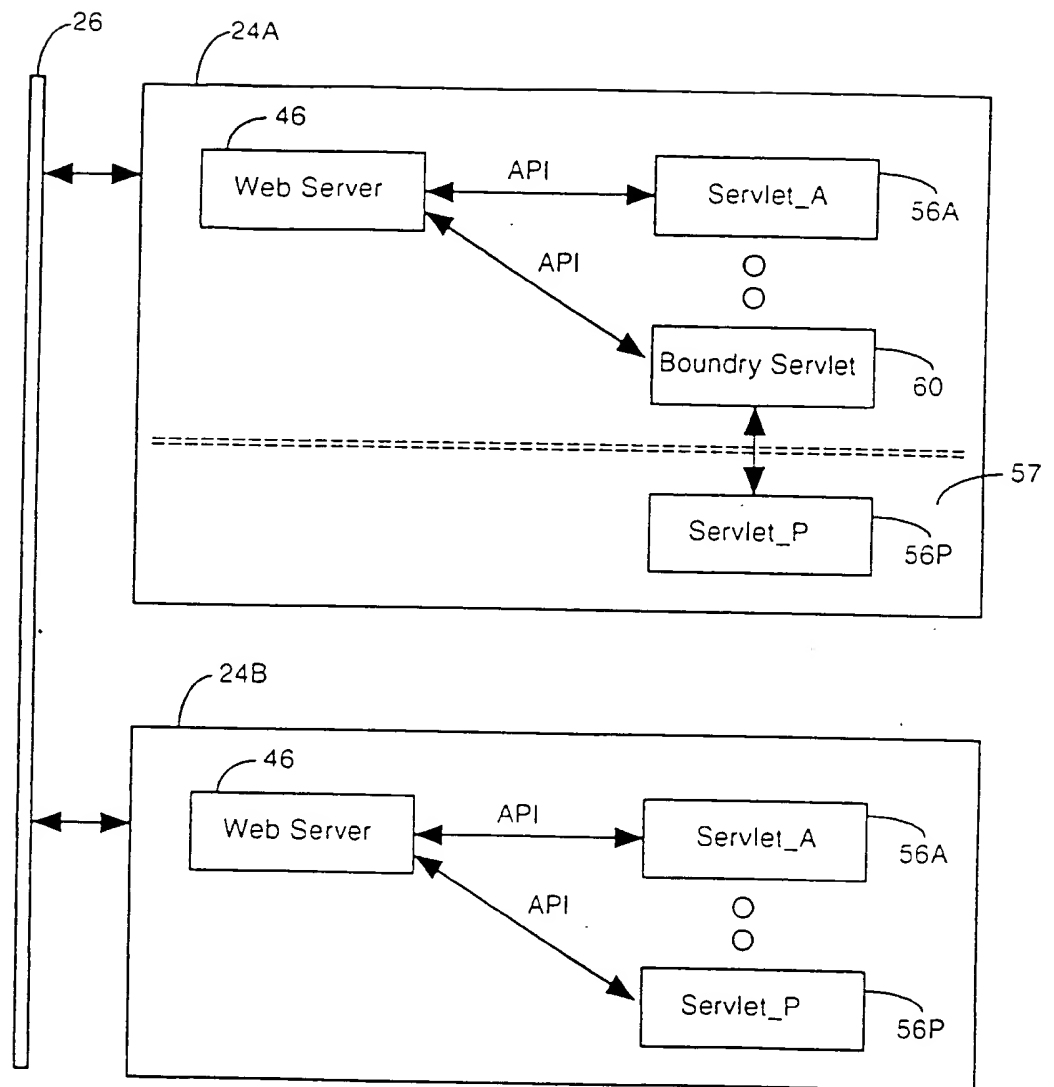 26
24A
46
Web Server
API
Servlet_A
56A
API
Boundry Servlet
60
57
Servlet_P
56P
24B
46
Web Server
API
Servlet_A
56A
API
Servlet_P
56P